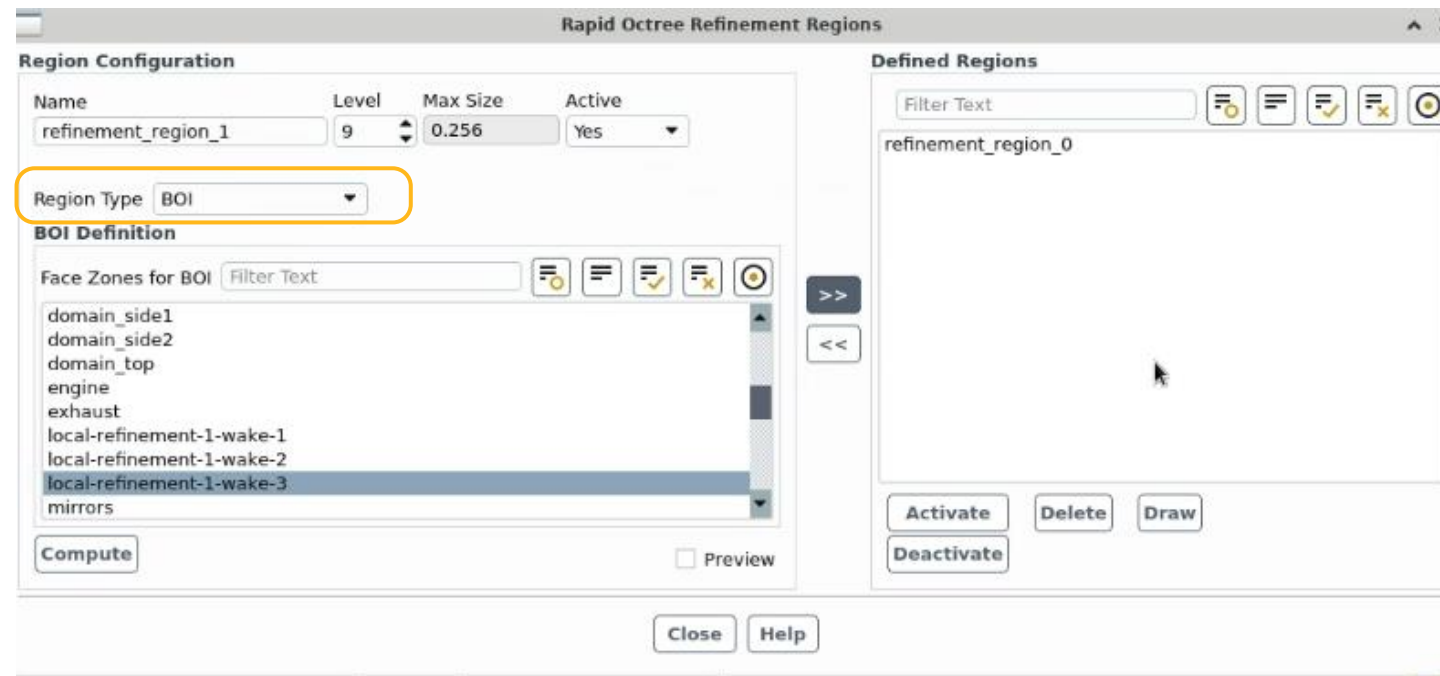 Rapid Octree Refinement Regions
Region Configuration
Name Level Max Size Active
refinement_region_1 9 0.256 Yes
Region Type BOI
BOI Definition
Face Zones for BOI Filter Text
domain_side1
domain_side2
domain_top
engine
exhaust
local-refinement-1-wake-1
local-refinement-1-wake-2
local-refinement-1-wake-3
mirrors
Compute Preview
>>
<<
Defined Regions
Filter Text
refinement_region_0
Activate Delete Draw
Deactivate
Close Help